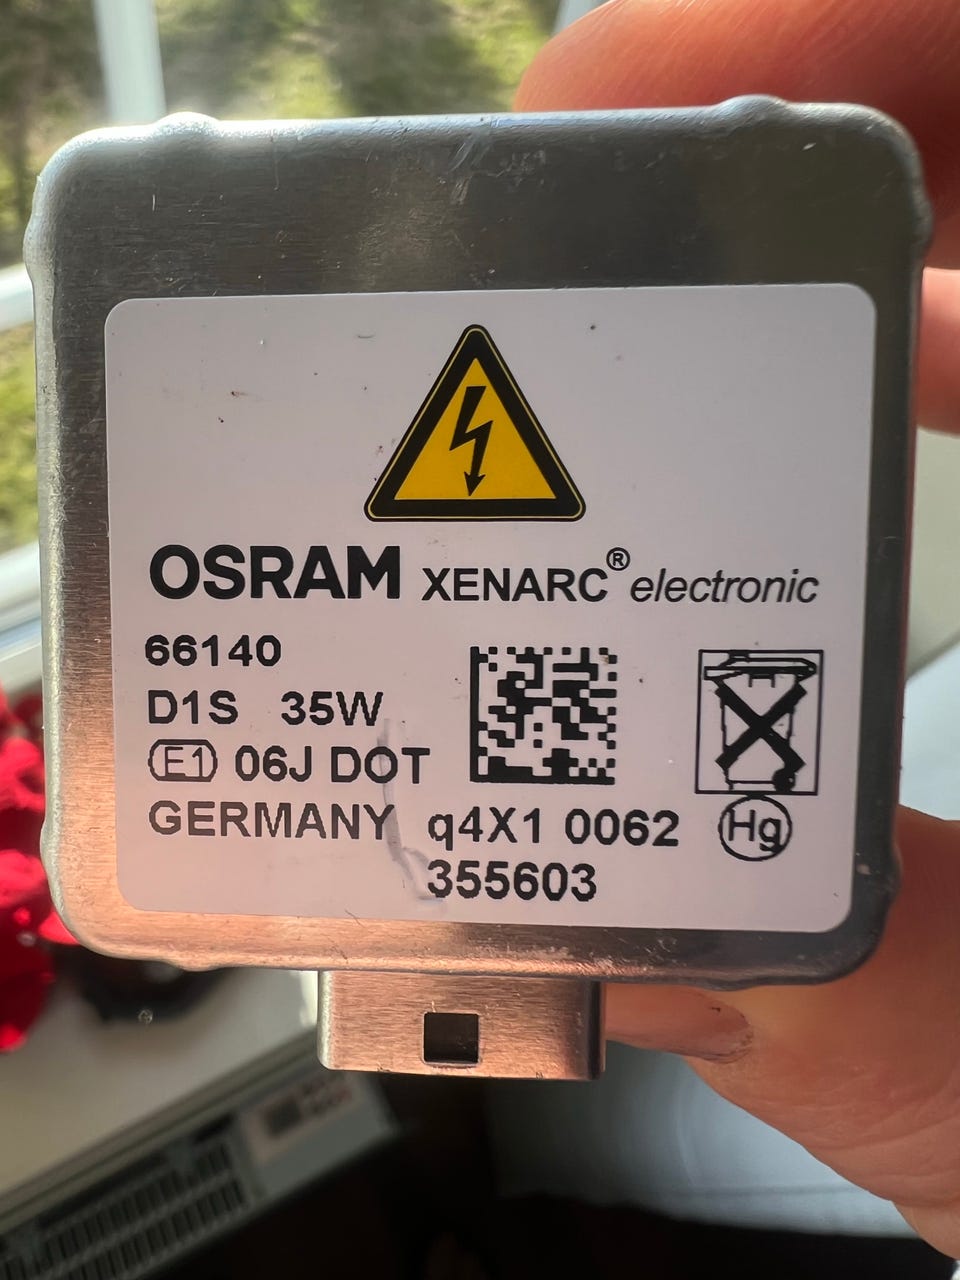 OSRAM XENARC® electronic
66140
D1S 35W
E1 06J DOT
GERMANY q4X1 0062
355603
Hg